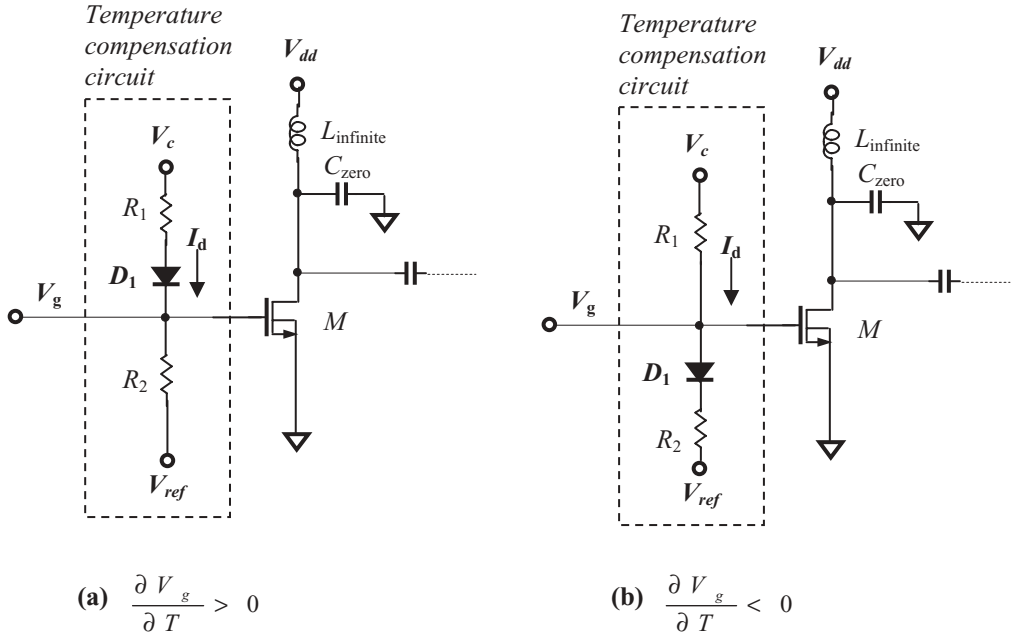 Temperature
compensation
circuit
V_dd
V_c
L_infinite
C_zero
R_1
I_d
D_1
V_g
M
R_2
V_ref
(a) ∂ V_g / ∂ T > 0
Temperature
compensation
circuit
V_dd
V_c
L_infinite
C_zero
R_1
I_d
V_g
M
D_1
R_2
V_ref
(b) ∂ V_g / ∂ T < 0